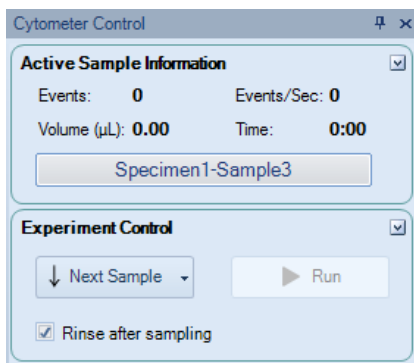 Cytometer Control
Active Sample Information
Events: 0 Events/Sec: 0
Volume (µL): 0.00 Time: 0:00
Specimen1-Sample3
Experiment Control
Next Sample Run
Rinse after sampling